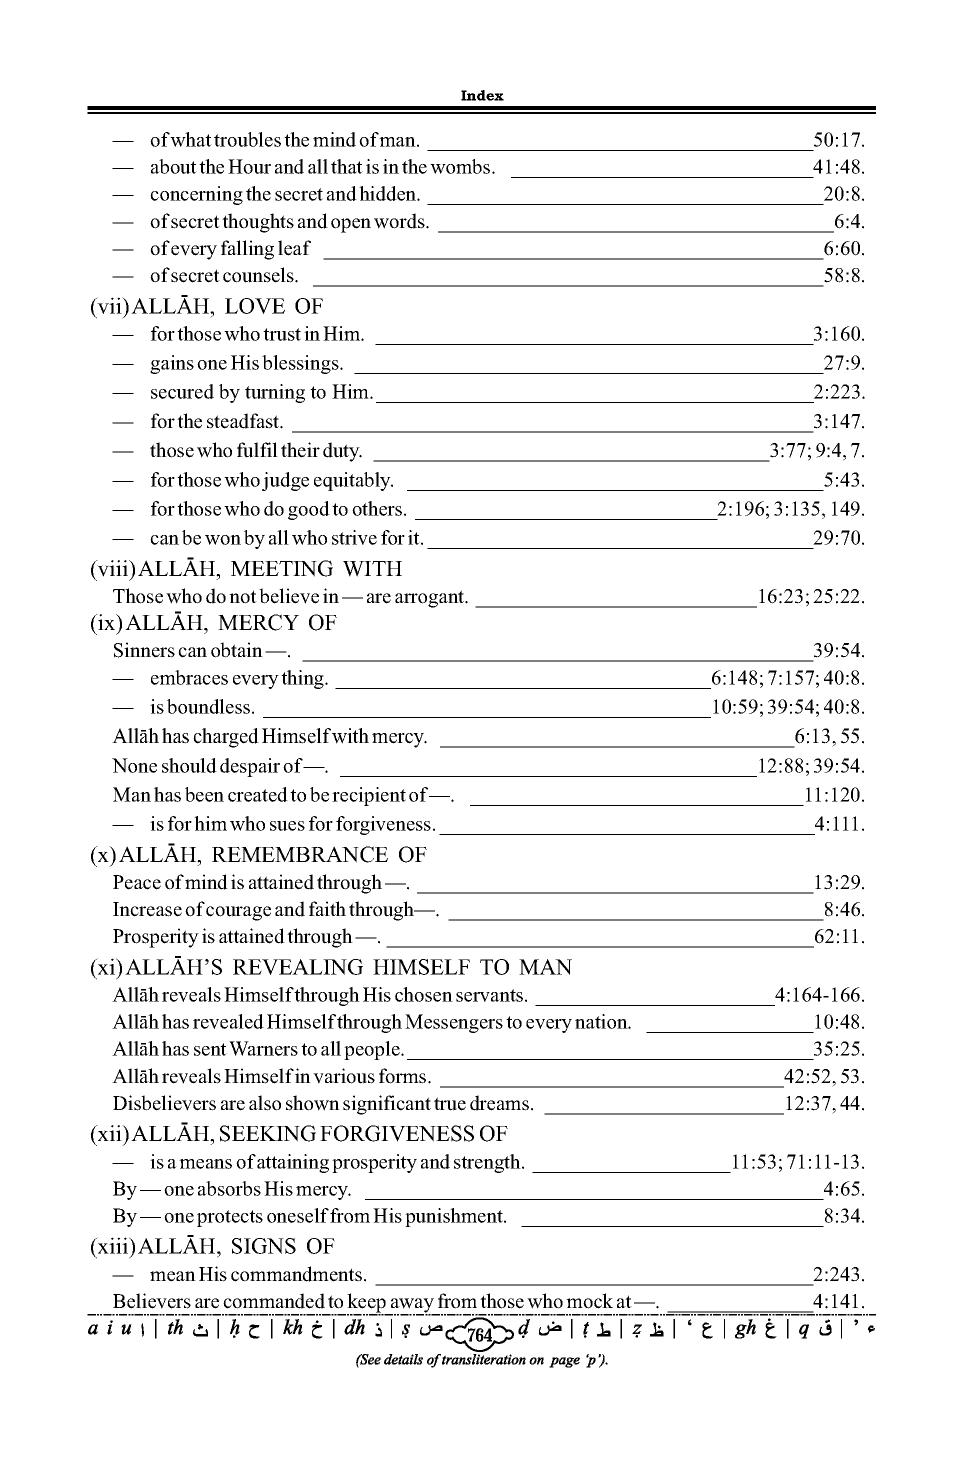 Index
— of what troubles the mind of man. 50:17.
— about the Hour and all that is in the wombs. 41:48.
— concerning the secret and hidden. 20:8.
— of secret thoughts and open words. 6:4.
— of every falling leaf 6:60.
— of secret counsels. 58:8.
(vii) ALLĀH, LOVE OF
— for those who trust in Him. 3:160.
— gains one His blessings. 27:9.
— secured by turning to Him. 2:223.
— for the steadfast. 3:147.
— those who fulfil their duty. 3:77; 9:4, 7.
— for those who judge equitably. 5:43.
— for those who do good to others. 2:196; 3:135, 149.
— can be won by all who strive for it. 29:70.
(viii) ALLĀH, MEETING WITH
Those who do not believe in — are arrogant. 16:23; 25:22.
(ix) ALLĀH, MERCY OF
Sinners can obtain —. 39:54.
— embraces every thing. 6:148; 7:157; 40:8.
— is boundless. 10:59; 39:54; 40:8.
Allāh has charged Himself with mercy. 6:13, 55.
None should despair of —. 12:88; 39:54.
Man has been created to be recipient of —. 11:120.
— is for him who sues for forgiveness. 4:111.
(x) ALLĀH, REMEMBRANCE OF
Peace of mind is attained through —. 13:29.
Increase of courage and faith through—. 8:46.
Prosperity is attained through —. 62:11.
(xi) ALLĀH'S REVEALING HIMSELF TO MAN
Allāh reveals Himself through His chosen servants. 4:164-166.
Allāh has revealed Himself through Messengers to every nation. 10:48.
Allāh has sent Warners to all people. 35:25.
Allāh reveals Himself in various forms. 42:52, 53.
Disbelievers are also shown significant true dreams. 12:37, 44.
(xii) ALLĀH, SEEKING FORGIVENESS OF
— is a means of attaining prosperity and strength. 11:53; 71:11-13.
By — one absorbs His mercy. 4:65.
By — one protects oneself from His punishment. 8:34.
(xiii) ALLĀH, SIGNS OF
— mean His commandments. 2:243.
Believers are commanded to keep away from those who mock at —. 4:141.
a i u ا | th ث | ḥ ح | kh خ | dh ذ | ṣ ص 764 ḍ ض | ṭ ط | ẓ ظ | ‘ ع | gh غ | q ق | ’ ء
(See details of transliteration on page ‘p’).